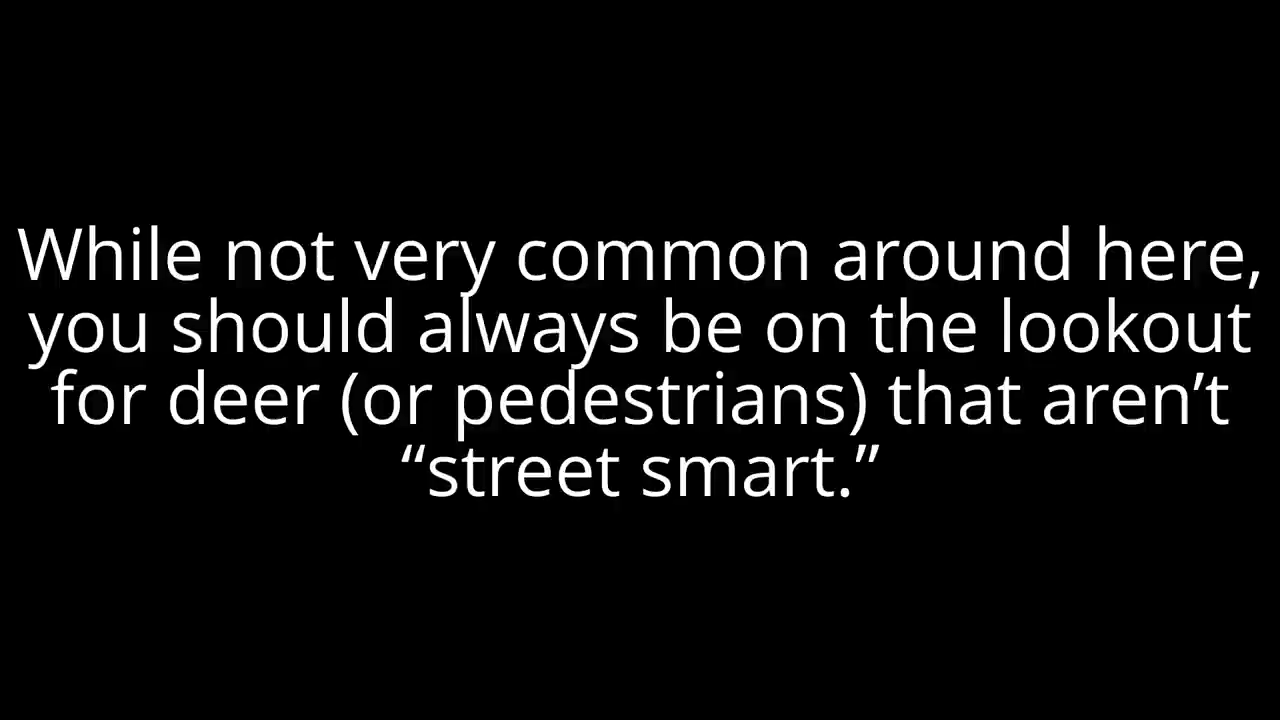 While not very common around here,
you should always be on the lookout
for deer (or pedestrians) that aren’t
“street smart.”